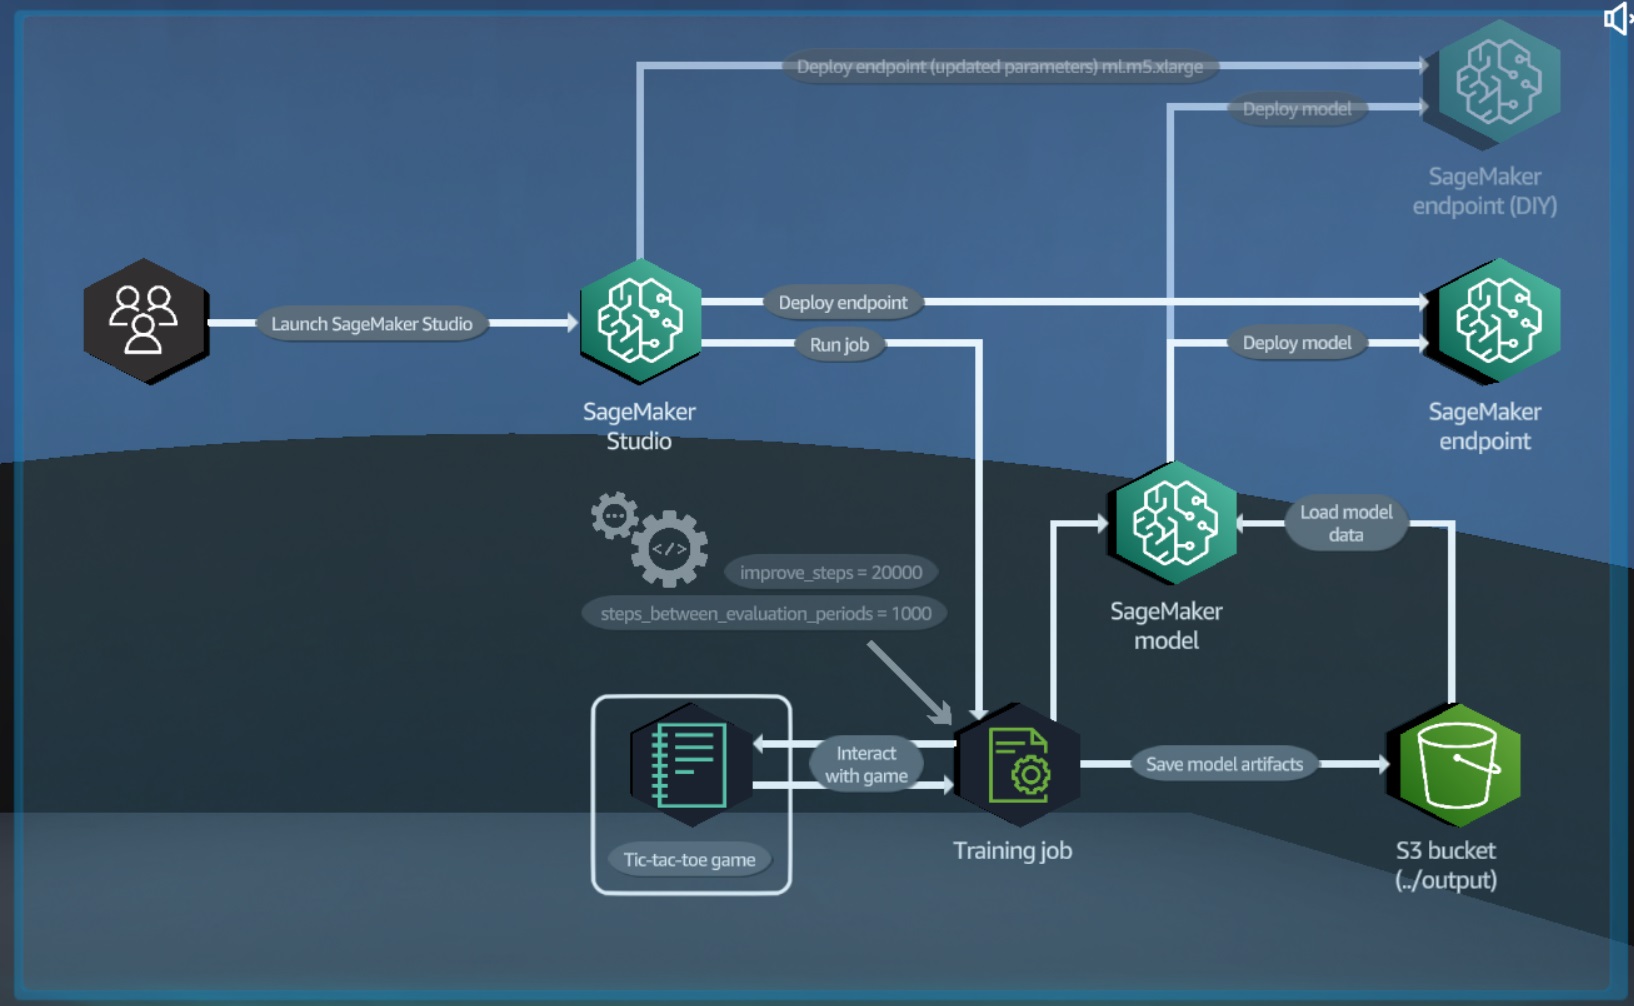 Deploy endpoint (updated parameters) ml.m5.xlarge
Deploy model
SageMaker
endpoint (DIY)
Launch SageMaker Studio
Deploy endpoint
Run job
Deploy model
SageMaker
Studio
SageMaker
endpoint
Load model
data
</>
improve_steps = 20000
steps_between_evaluation_periods = 1000
SageMaker
model
Interact
with game
Save model artifacts
Tic-tac-toe game
Training job
S3 bucket
(../output)